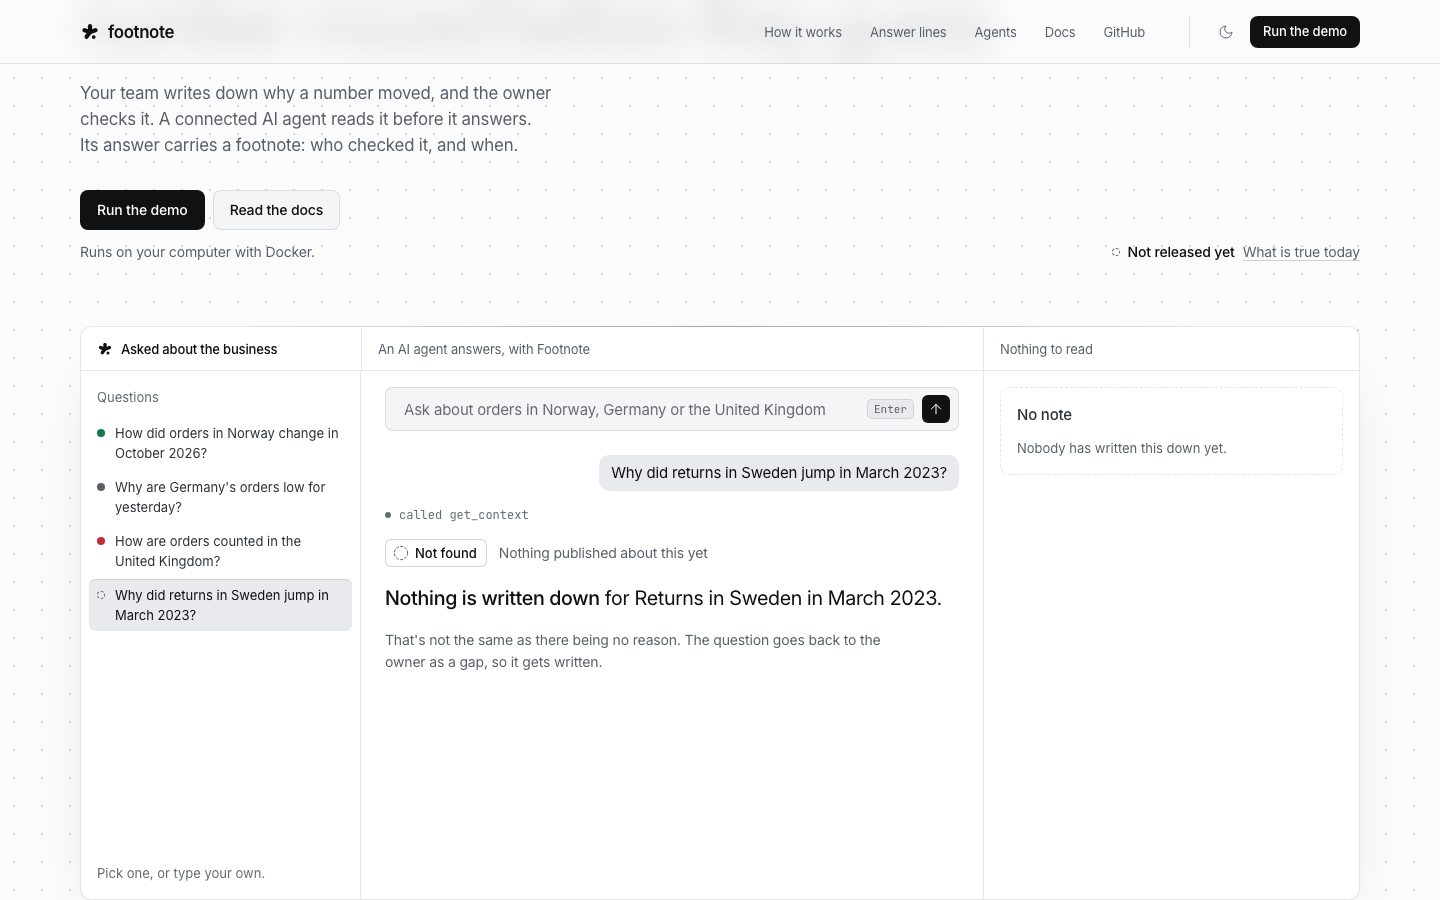 footnote
How it works
Answer lines
Agents
Docs
GitHub
Run the demo
Your team writes down why a number moved, and the owner
checks it. A connected AI agent reads it before it answers.
Its answer carries a footnote: who checked it, and when.
Run the demo
Read the docs
Runs on your computer with Docker.
Not released yet
What is true today
Asked about the business
Questions
How did orders in Norway change in
October 2026?
Why are Germany's orders low for
yesterday?
How are orders counted in the
United Kingdom?
Why did returns in Sweden jump in
March 2023?
Pick one, or type your own.
An AI agent answers, with Footnote
Ask about orders in Norway, Germany or the United Kingdom
Enter
Why did returns in Sweden jump in March 2023?
called get_context
Not found
Nothing published about this yet
Nothing is written down for Returns in Sweden in March 2023.
That's not the same as there being no reason. The question goes back to the
owner as a gap, so it gets written.
Nothing to read
No note
Nobody has written this down yet.